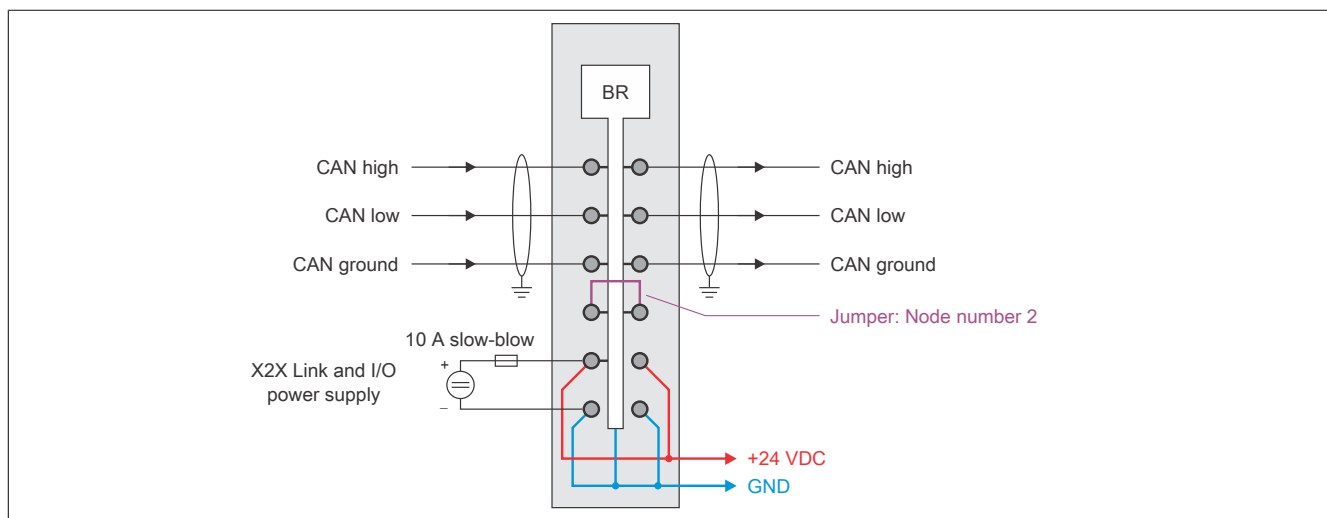 BR
CAN high
CAN high
CAN low
CAN low
CAN ground
CAN ground
Jumper: Node number 2
10 A slow-blow
+
X2X Link and I/O
power supply
–
+24 VDC
GND